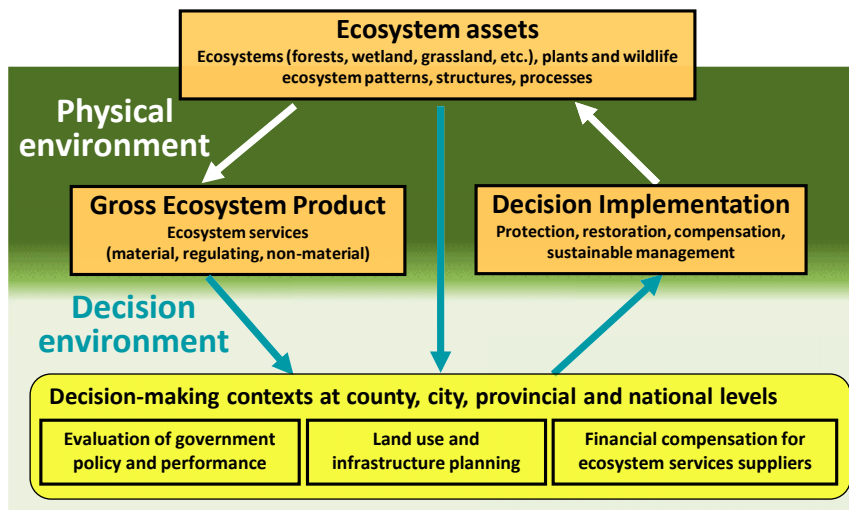 Ecosystem assets
Ecosystems (forests, wetland, grassland, etc.), plants and wildlife
ecosystem patterns, structures, processes
Physical
environment
Gross Ecosystem Product
Ecosystem services
(material, regulating, non-material)
Decision Implementation
Protection, restoration, compensation,
sustainable management
Decision
environment
Decision-making contexts at county, city, provincial and national levels
Evaluation of government
policy and performance
Land use and
infrastructure planning
Financial compensation for
ecosystem services suppliers